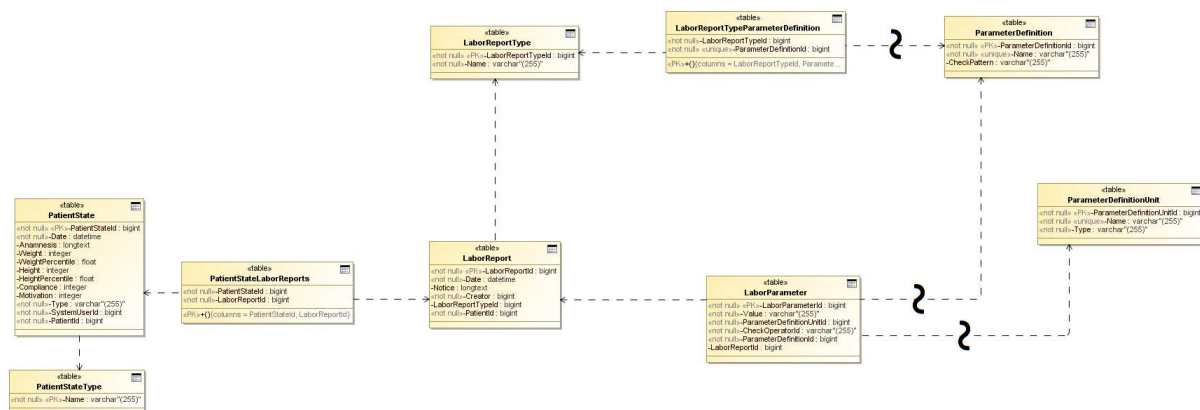 «table»
LaborReportType
«not null» «PK»-LaborReportTypeId : bigint
«not null»-Name : varchar"(255)"
«table»
LaborReportTypeParameterDefinition
«not null»-LaborReportTypeId : bigint
«not null» «unique»-ParameterDefinitionId : bigint
«PK»+{}(columns = LaborReportTypeId, Paramete...
«table»
ParameterDefinition
«not null» «PK»-ParameterDefinitionId : bigint
«not null» «unique»-Name : varchar"(255)"
-CheckPattern : varchar"(255)"
«table»
ParameterDefinitionUnit
«not null» «PK»-ParameterDefinitionUnitId : bigint
«not null» «unique»-Name : varchar"(255)"
«not null»-Type : varchar"(255)"
«table»
PatientState
«not null» «PK»-PatientStateId : bigint
«not null»-Date : datetime
-Anamnesis : longtext
-Weight : integer
-WeightPercentile : float
-Height : integer
-HeightPercentile : float
-Compliance : integer
-Motivation : integer
«not null»-Type : varchar"(255)"
«not null»-SystemUserId : bigint
«not null»-PatientId : bigint
«table»
PatientStateLaborReports
«not null»-PatientStateId : bigint
«not null»-LaborReportId : bigint
«PK»+{}(columns = PatientStateId, LaborReportId)
«table»
LaborReport
«not null» «PK»-LaborReportId : bigint
«not null»-Date : datetime
-Notice : longtext
«not null»-Creator : bigint
-LaborReportTypeId : bigint
«not null»-PatientId : bigint
«table»
LaborParameter
«not null» «PK»-LaborParameterId : bigint
«not null»-Value : varchar"(255)"
«not null»-ParameterDefinitionUnitId : bigint
«not null»-CheckOperatorId : varchar"(255)"
«not null»-ParameterDefinitionId : bigint
-LaborReportId : bigint
«table»
PatientStateType
«not null» «PK»-Name : varchar"(255)"